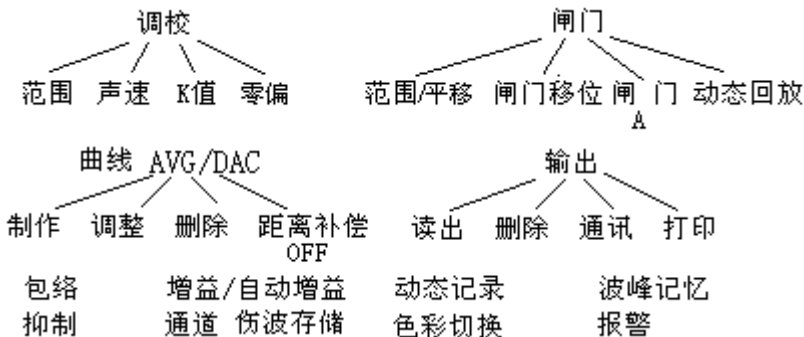 调校 闸门
范围 声速 K值 零偏 范围/平移 闸门移位 闸 门 动态回放
A
曲线 AVG/DAC 输出
制作 调整 删除 距离补偿 读出 删除 通讯 打印
OFF
包络 增益/自动增益 动态记录 波峰记忆
抑制 通道 伤波存储 色彩切换 报警